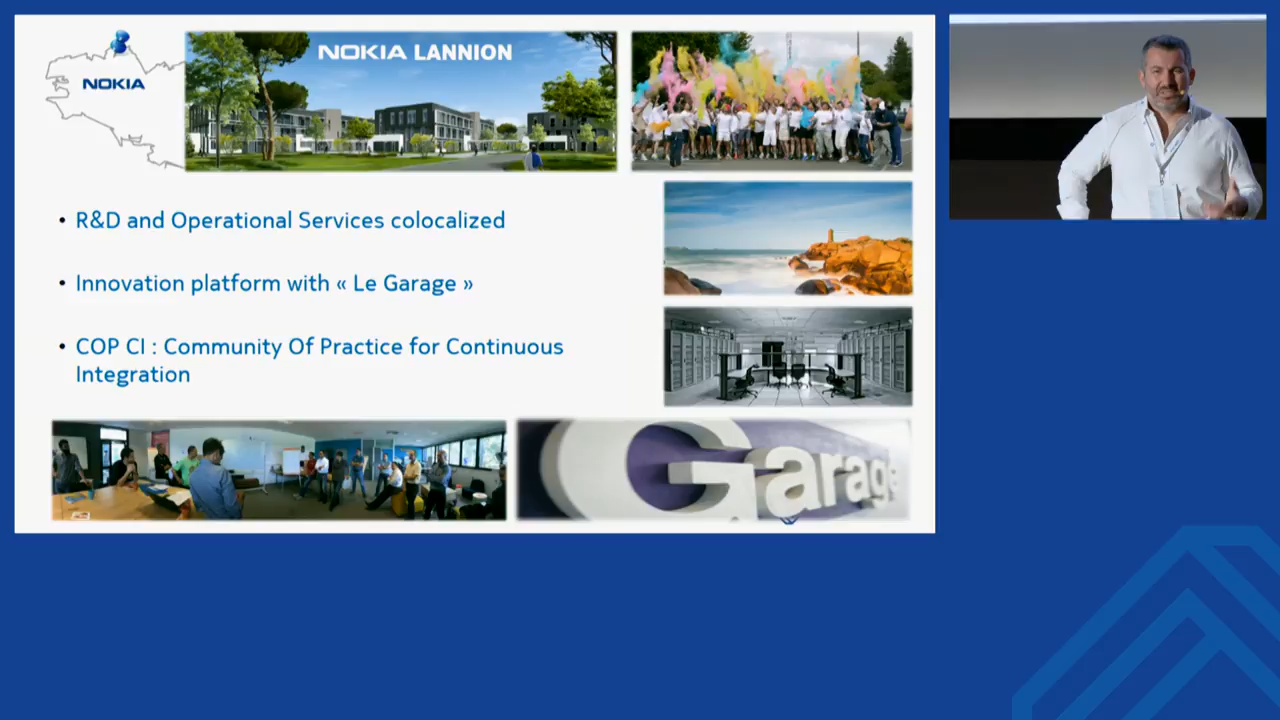 NOKIA
NOKIA LANNION
• R&D and Operational Services colocalized
• Innovation platform with « Le Garage »
• COP CI : Community Of Practice for Continuous
Integration
Garage